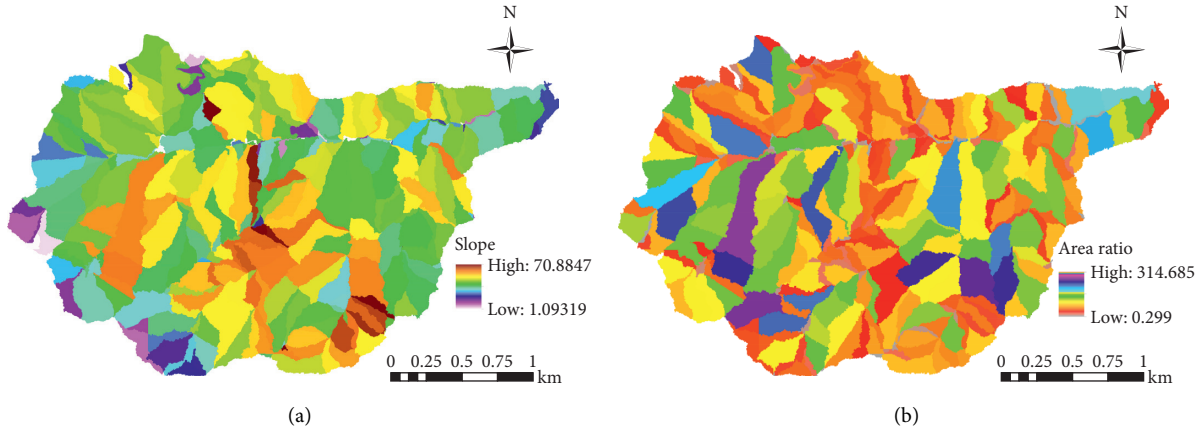 N
Slope
High: 70.8847
Low: 1.09319
0 0.25 0.5 0.75 1
km
(a)
N
Area ratio
High: 314.685
Low: 0.299
0 0.25 0.5 0.75 1
km
(b)